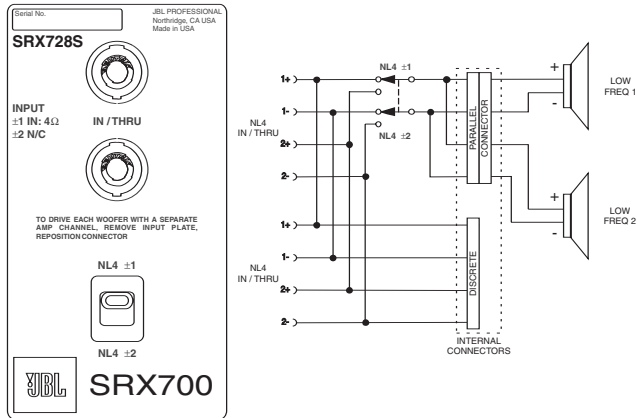 Serial No.
JBL PROFESSIONAL
Northridge, CA USA
Made in USA
SRX728S
INPUT
±1 IN: 4Ω
±2 N/C
IN / THRU
TO DRIVE EACH WOOFER WITH A SEPARATE
AMP CHANNEL, REMOVE INPUT PLATE,
REPOSITION CONNECTOR
NL4 ±1
NL4 ±2
JBL
SRX700
NL4 ±1
1+
1-
NL4
IN / THRU
2+
2-
NL4 ±2
PARALLEL
CONNECTOR
+
-
LOW
FREQ 1
+
-
LOW
FREQ 2
1+
1-
NL4
IN / THRU
2+
2-
DISCRETE
INTERNAL
CONNECTORS